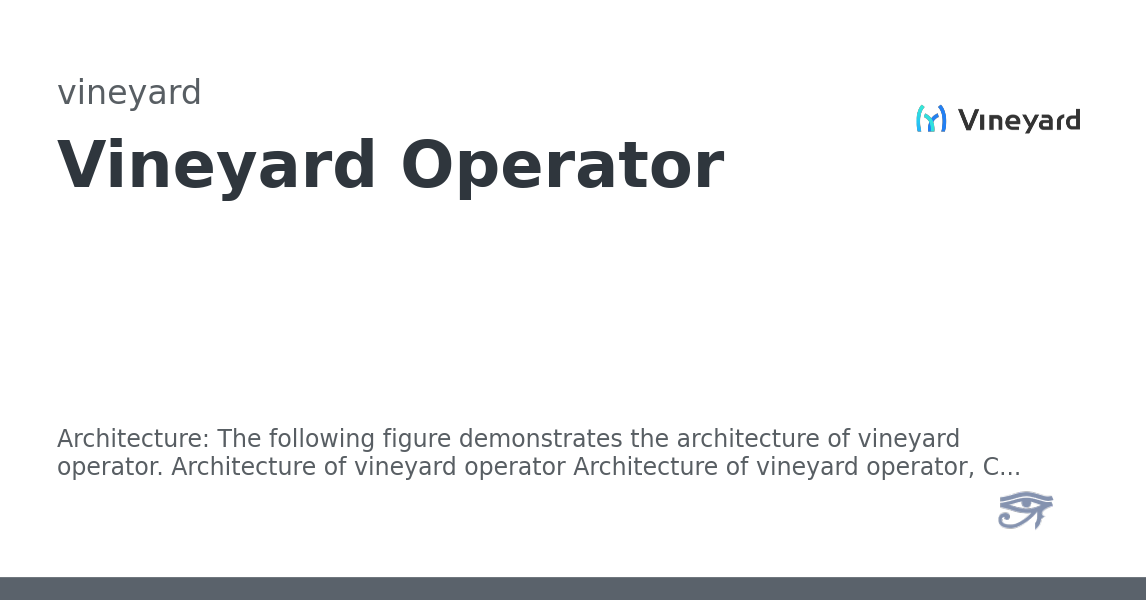 vineyard
Vineyard
Vineyard Operator
Architecture: The following figure demonstrates the architecture of vineyard
operator. Architecture of vineyard operator Architecture of vineyard operator, C...